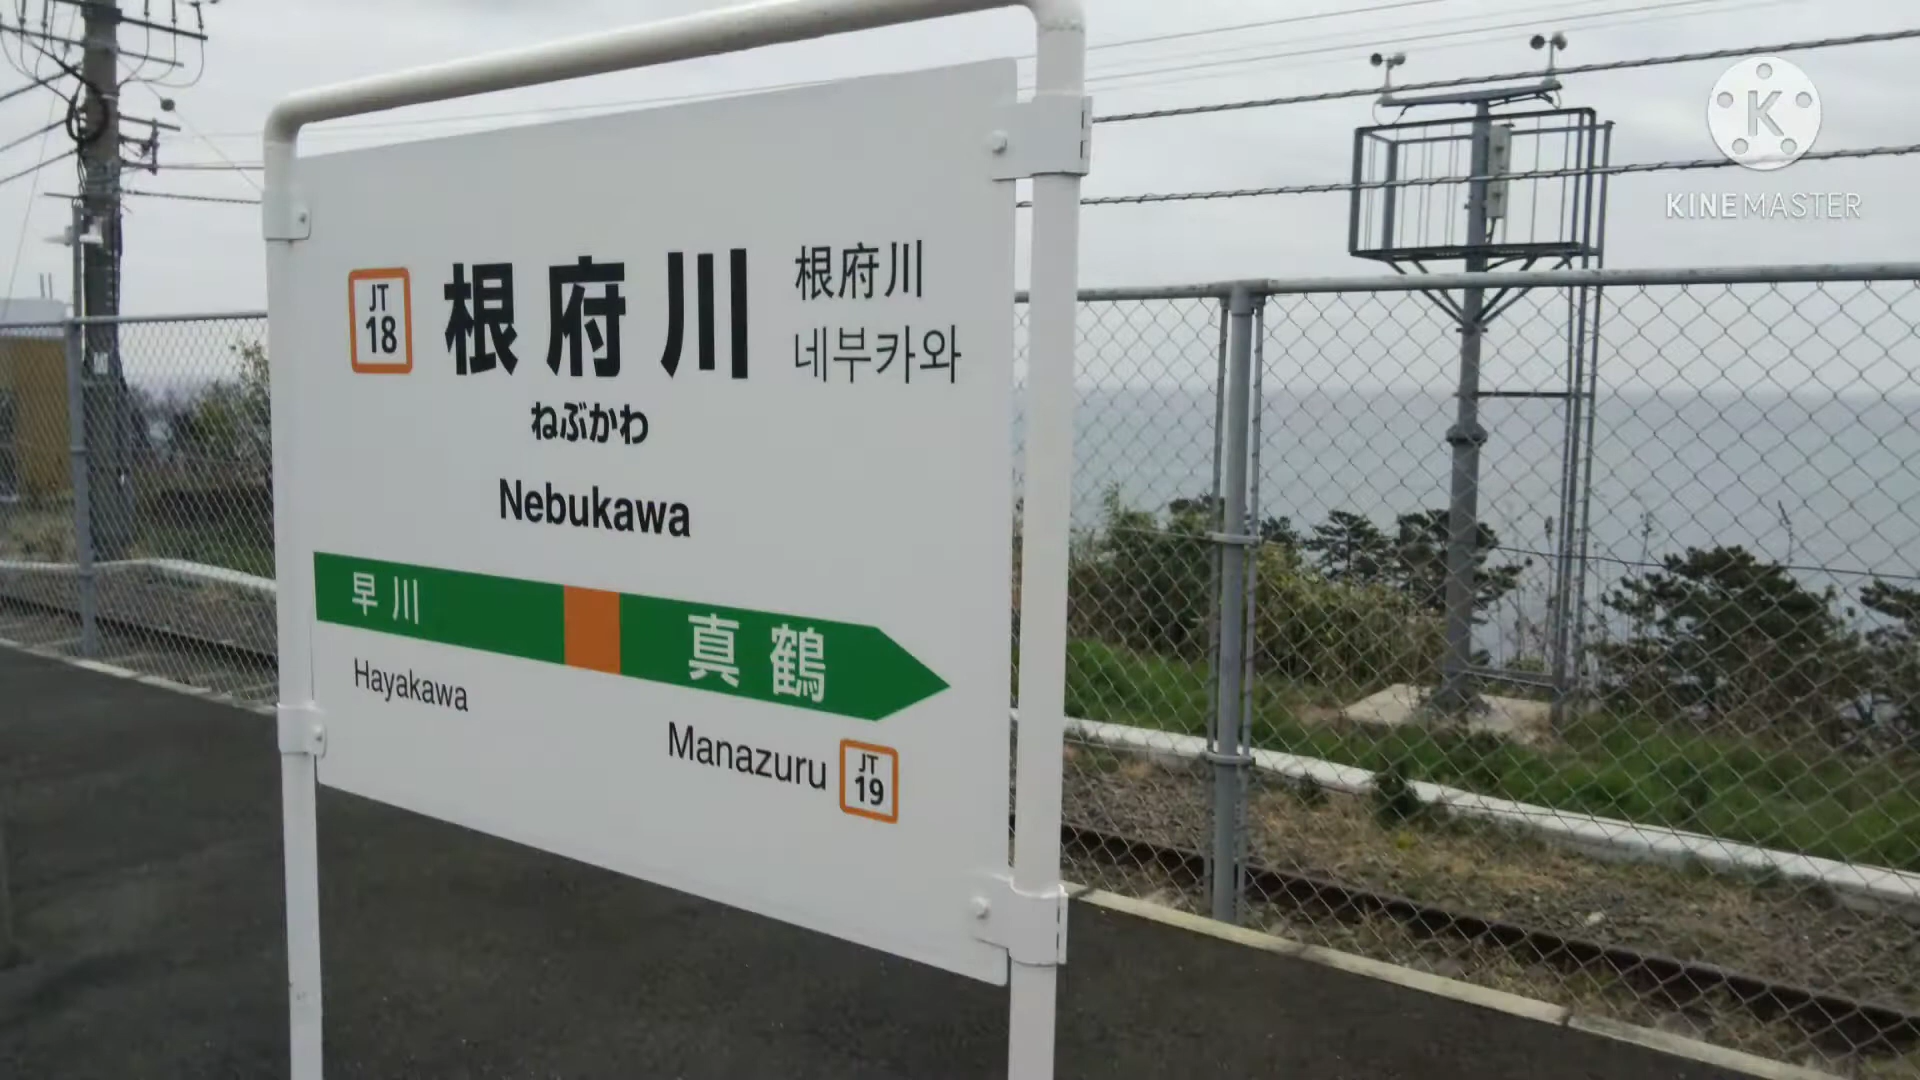 JT
18
根府川
根府川
네부카와
ねぶかわ
Nebukawa
早川
真鶴
Hayakawa
Manazuru
JT
19
K
KINEMASTER